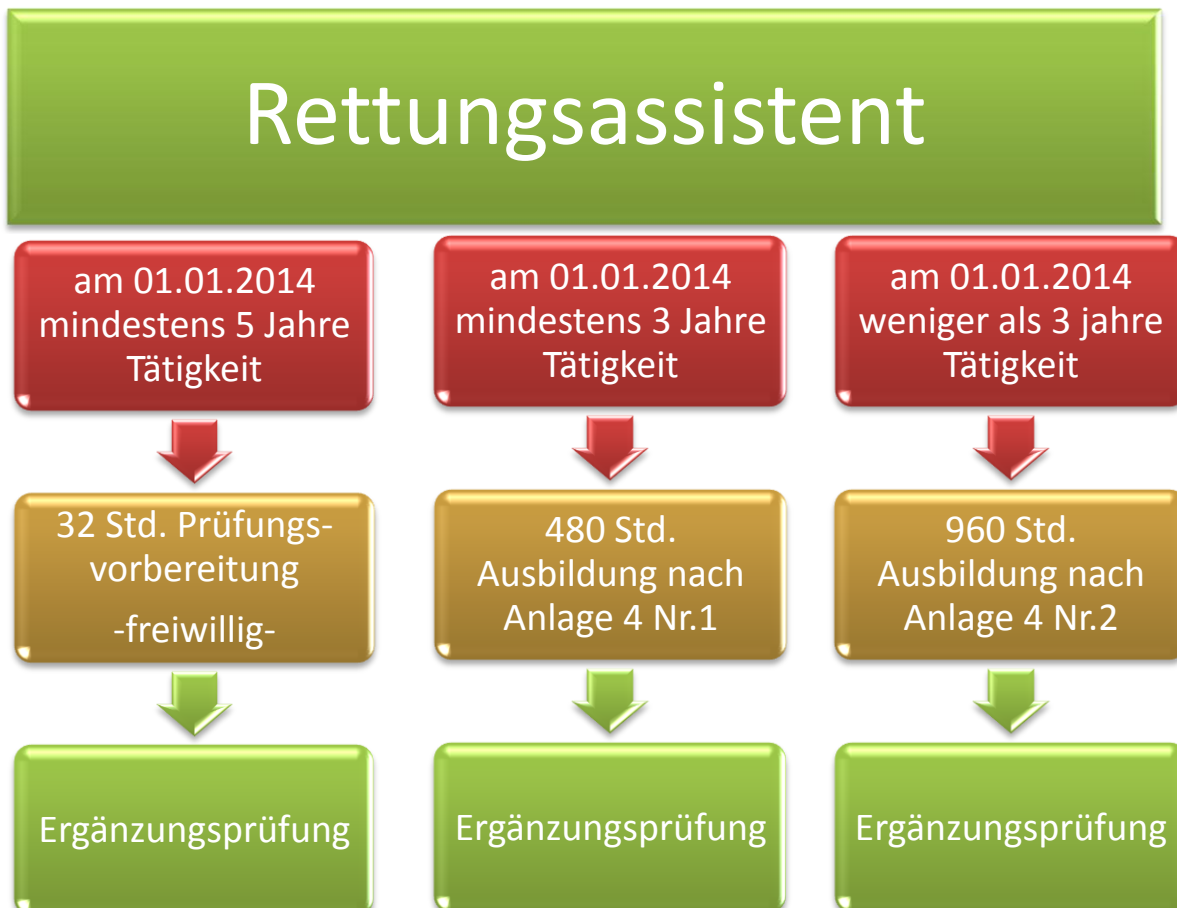 Rettungsassistent
am 01.01.2014
mindestens 5 Jahre
Tätigkeit
32 Std. Prüfungs-
vorbereitung
-freiwillig-
Ergänzungsprüfung
am 01.01.2014
mindestens 3 Jahre
Tätigkeit
480 Std.
Ausbildung nach
Anlage 4 Nr.1
Ergänzungsprüfung
am 01.01.2014
weniger als 3 jahre
Tätigkeit
960 Std.
Ausbildung nach
Anlage 4 Nr.2
Ergänzungsprüfung